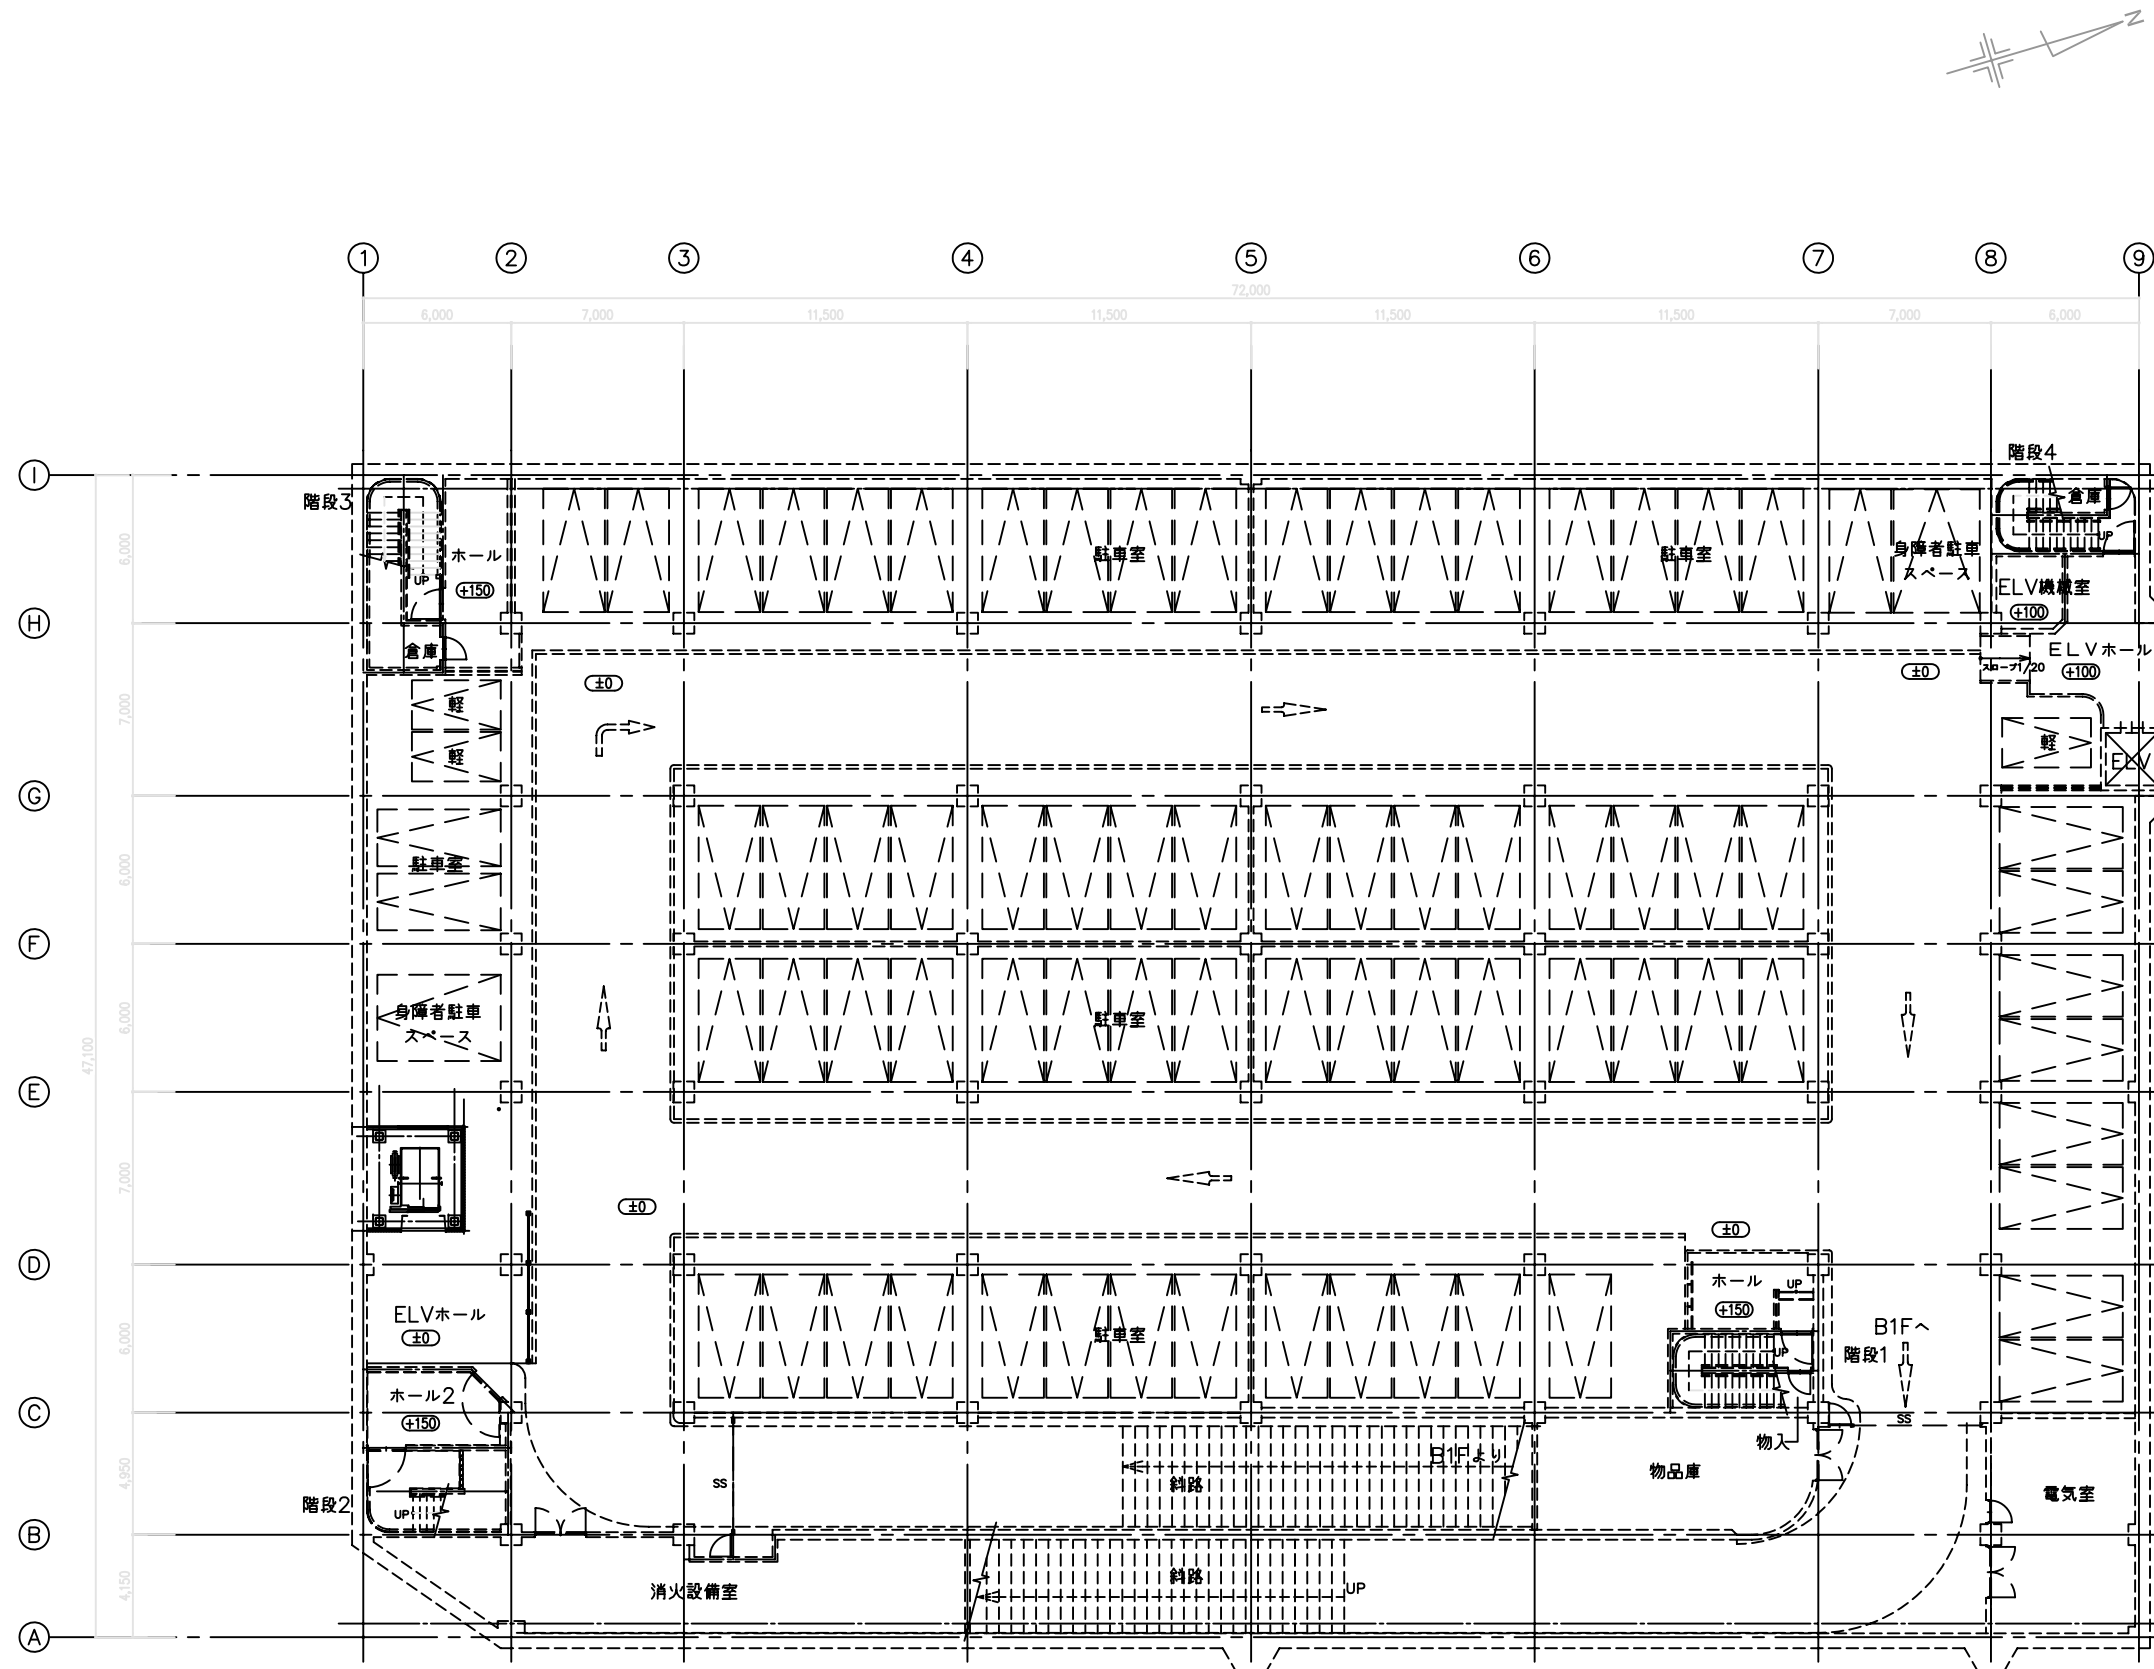 N
1 2 3 4 5 6 7 8 9
72,000
6,000 7,000 11,500 11,500 11,500 11,500 7,000 6,000
I
階段4
階段3
倉庫
UP
ホール
駐車室
駐車室
身障者駐車
スペース
UP
+150
ELV機械室
+100
H
6,000
倉庫
ELVホール
スロープ1/20
+100
±0
±0
軽
軽
軽
ELV
7,000
G
駐車室
6,000
F
身障者駐車
スペース
駐車室
6,000
47,100
E
7,000
±0
±0
D
ホール
UP
+150
ELVホール
±0
駐車室
B1Fへ
階段1
UP
6,000
ホール2
+150
C
SS
物入
B1Fより
斜路
SS
物品庫
電気室
4,950
階段2
UP
B
消火設備室
斜路
UP
4,150
A